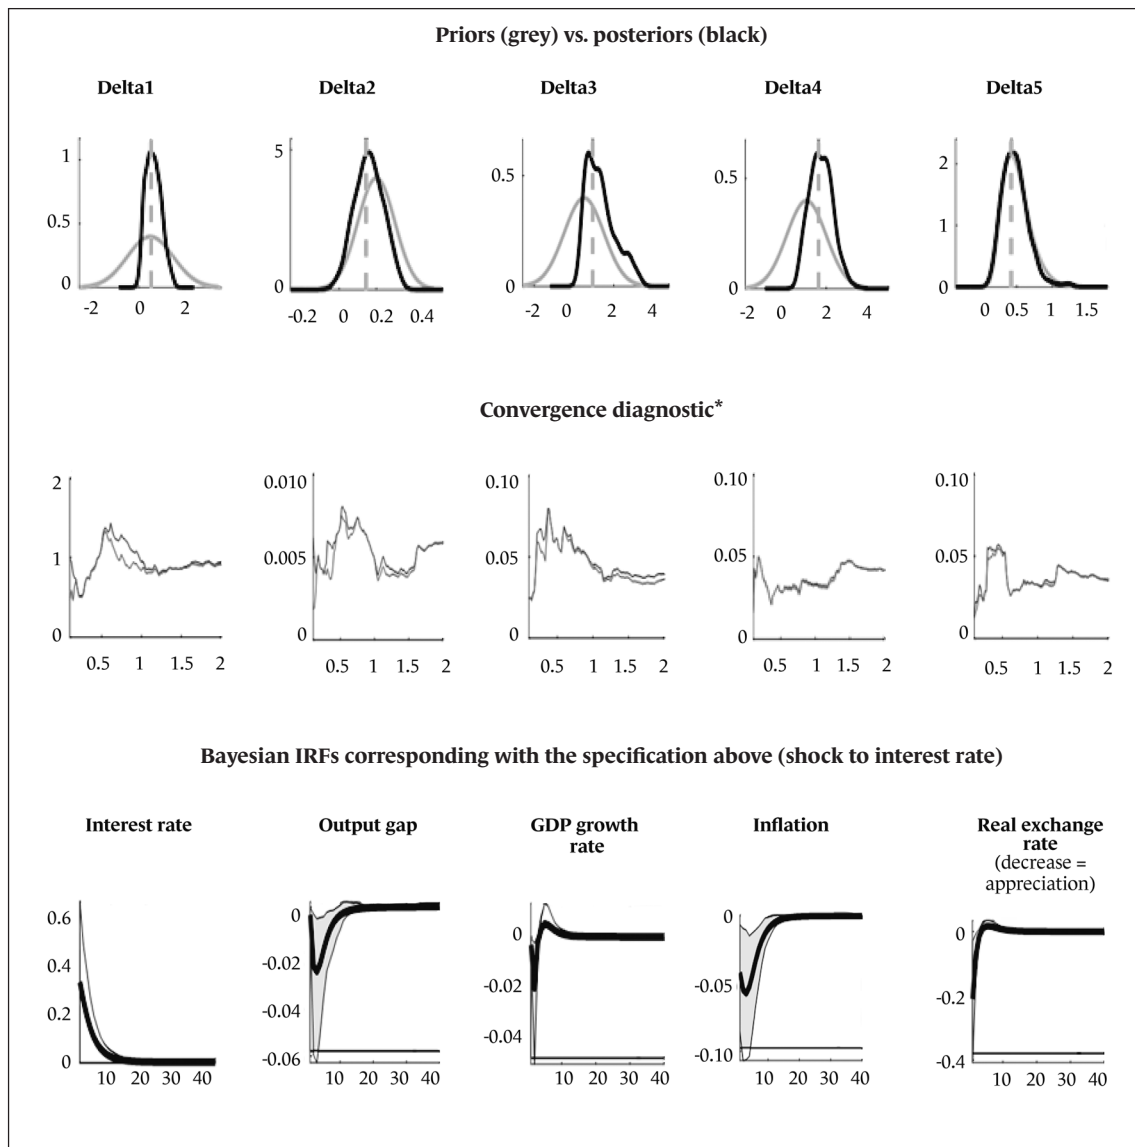 Priors (grey) vs. posteriors (black)
Delta1 Delta2 Delta3 Delta4 Delta5
1
0.5
0
-2 0 2
5
0
-0.2 0 0.2 0.4
0.5
0
-2 0 2 4
0.5
0
-2 0 2 4
2
1
0
0 0.5 1 1.5
Convergence diagnostic*
2
1
0
0.5 1 1.5 2
0.010
0.005
0
0.5 1 1.5 2
0.10
0.05
0
0.5 1 1.5 2
0.10
0.05
0
0.5 1 1.5 2
0.10
0.05
0
0.5 1 1.5 2
Bayesian IRFs corresponding with the specification above (shock to interest rate)
Interest rate
0.6
0.4
0.2
0
10 20 30 40
Output gap
0
-0.02
-0.04
-0.06
10 20 30 40
GDP growth
rate
0
-0.02
-0.04
10 20 30 40
Inflation
0
-0.05
-0.10
10 20 30 40
Real exchange
rate
(decrease =
appreciation)
0
-0.2
-0.4
10 20 30 40